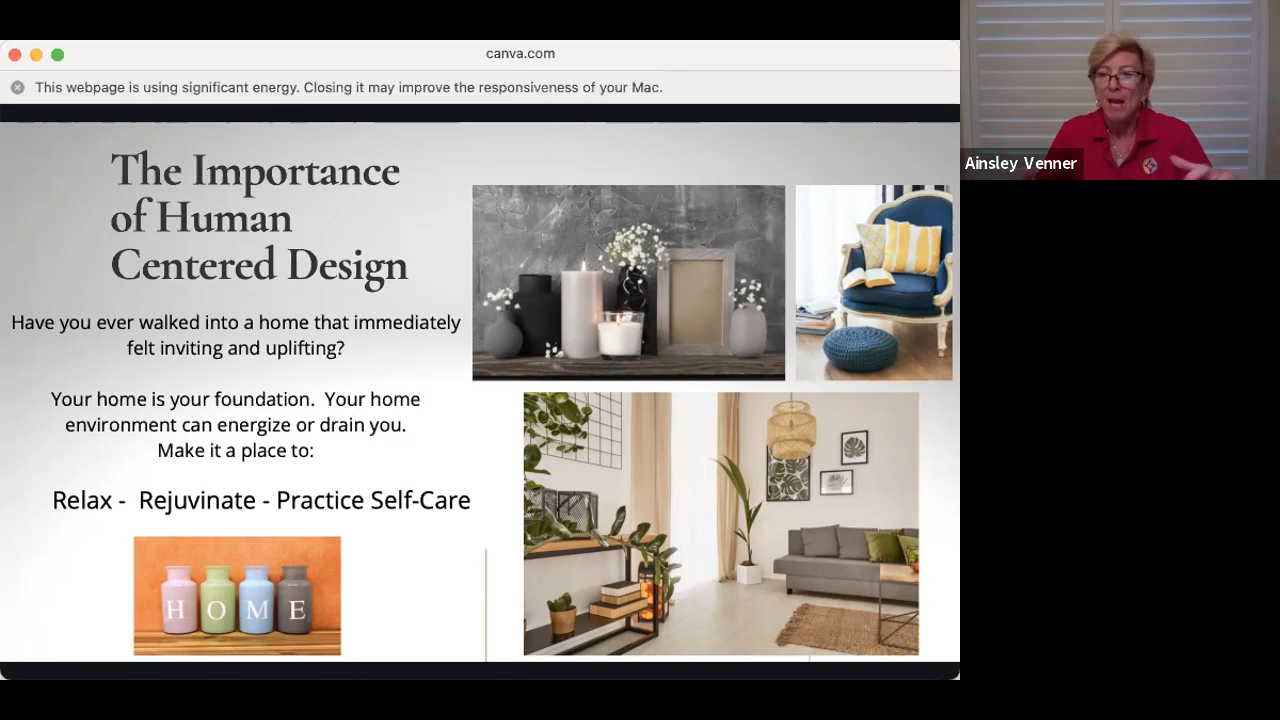 canva.com
This webpage is using significant energy. Closing it may improve the responsiveness of your Mac.
The Importance
of Human
Centered Design
Have you ever walked into a home that immediately
felt inviting and uplifting?
Your home is your foundation.  Your home
environment can energize or drain you.
Make it a place to:
Relax -  Rejuvinate - Practice Self-Care
H O M E
Ainsley Venner